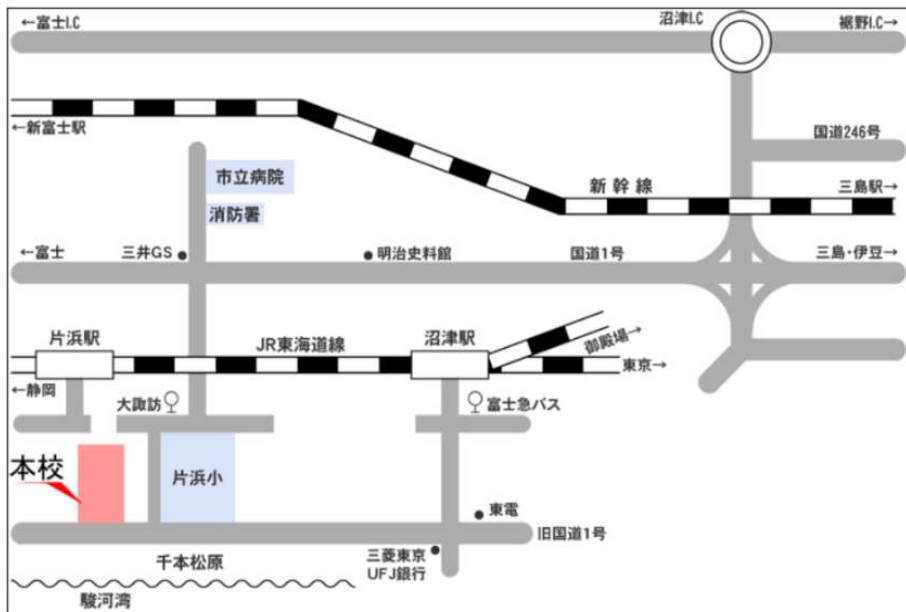 ←富士I.C
沼津I.C
裾野I.C→
←新富士駅
国道246号
市立病院
新幹線
三島駅→
消防署
←富士
三井GS
明治史料館
国道1号
三島・伊豆→
片浜駅
JR東海道線
沼津駅
御殿場→
東京→
←静岡
大諏訪
富士急バス
本校
片浜小
東電
旧国道1号
千本松原
三菱東京
UFJ銀行
駿河湾